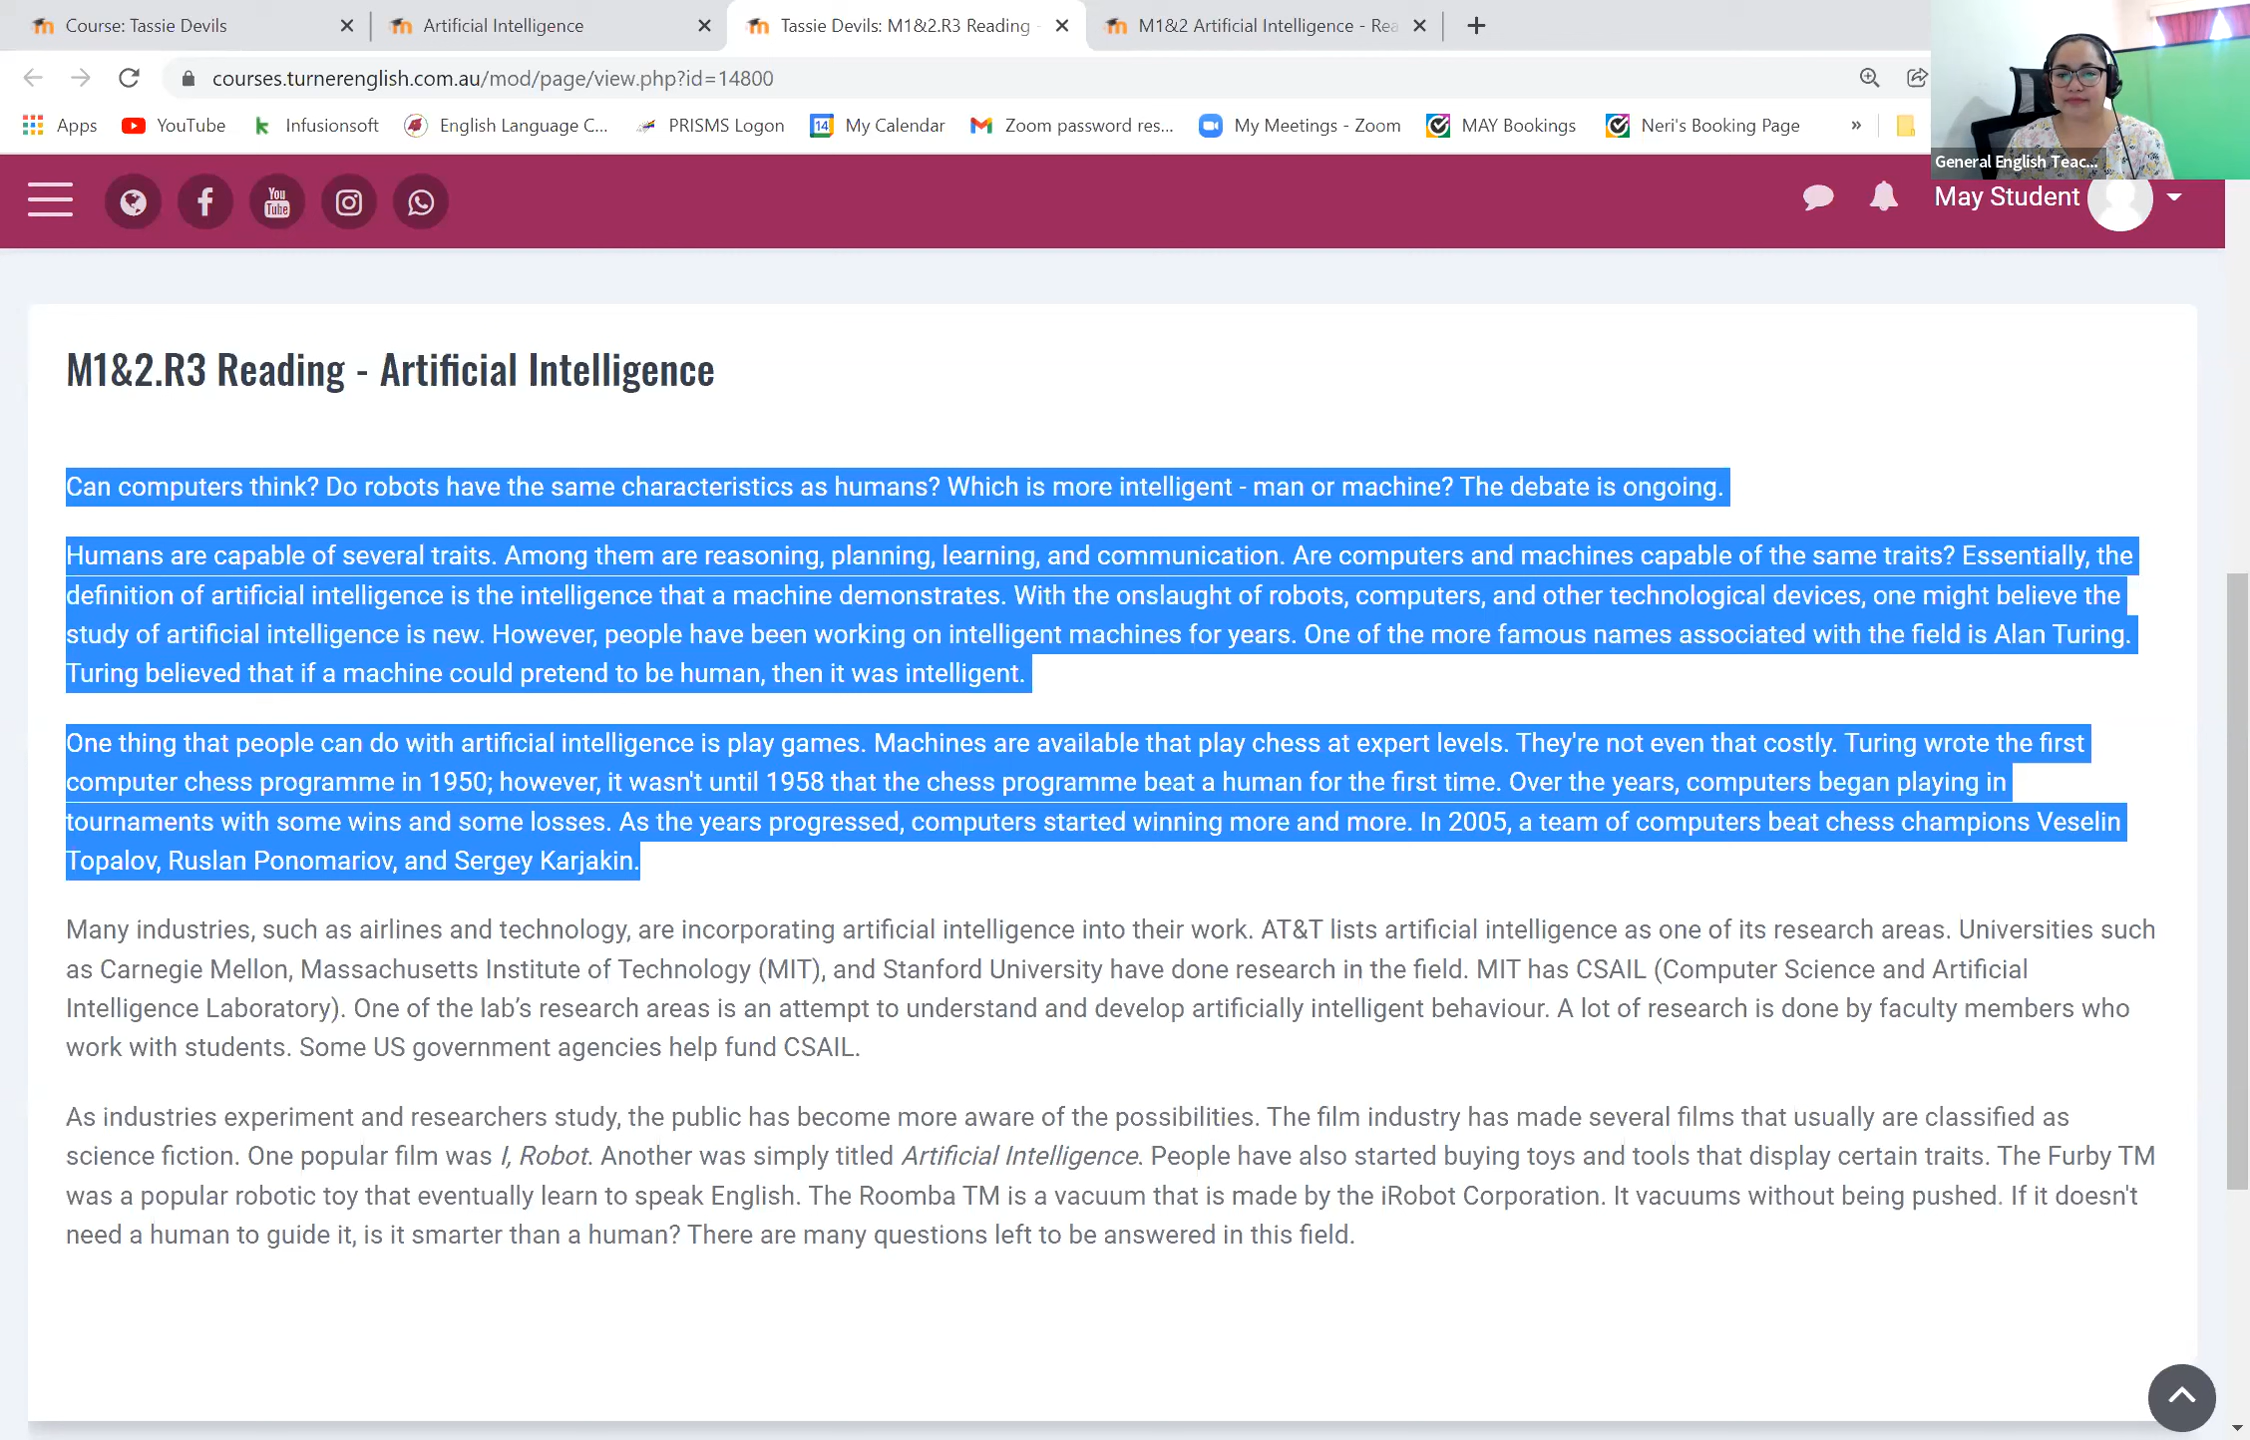 Course: Tassie Devils
Artificial Intelligence
Tassie Devils: M1&2.R3 Reading -
M1&2 Artificial Intelligence - Rea
courses.turnerenglish.com.au/mod/page/view.php?id=14800
Apps
YouTube
Infusionsoft
English Language C...
PRISMS Logon
14
My Calendar
Zoom password res...
My Meetings - Zoom
MAY Bookings
Neri's Booking Page
»
General English Teac...
You
Tube
May Student
M1&2.R3 Reading - Artificial Intelligence
Can computers think? Do robots have the same characteristics as humans? Which is more intelligent - man or machine? The debate is ongoing.
Humans are capable of several traits. Among them are reasoning, planning, learning, and communication. Are computers and machines capable of the same traits? Essentially, the
definition of artificial intelligence is the intelligence that a machine demonstrates. With the onslaught of robots, computers, and other technological devices, one might believe the
study of artificial intelligence is new. However, people have been working on intelligent machines for years. One of the more famous names associated with the field is Alan Turing.
Turing believed that if a machine could pretend to be human, then it was intelligent.
One thing that people can do with artificial intelligence is play games. Machines are available that play chess at expert levels. They're not even that costly. Turing wrote the first
computer chess programme in 1950; however, it wasn't until 1958 that the chess programme beat a human for the first time. Over the years, computers began playing in
tournaments with some wins and some losses. As the years progressed, computers started winning more and more. In 2005, a team of computers beat chess champions Veselin
Topalov, Ruslan Ponomariov, and Sergey Karjakin.
Many industries, such as airlines and technology, are incorporating artificial intelligence into their work. AT&T lists artificial intelligence as one of its research areas. Universities such
as Carnegie Mellon, Massachusetts Institute of Technology (MIT), and Stanford University have done research in the field. MIT has CSAIL (Computer Science and Artificial
Intelligence Laboratory). One of the lab’s research areas is an attempt to understand and develop artificially intelligent behaviour. A lot of research is done by faculty members who
work with students. Some US government agencies help fund CSAIL.
As industries experiment and researchers study, the public has become more aware of the possibilities. The film industry has made several films that usually are classified as
science fiction. One popular film was I, Robot. Another was simply titled Artificial Intelligence. People have also started buying toys and tools that display certain traits. The Furby TM
was a popular robotic toy that eventually learn to speak English. The Roomba TM is a vacuum that is made by the iRobot Corporation. It vacuums without being pushed. If it doesn't
need a human to guide it, is it smarter than a human? There are many questions left to be answered in this field.